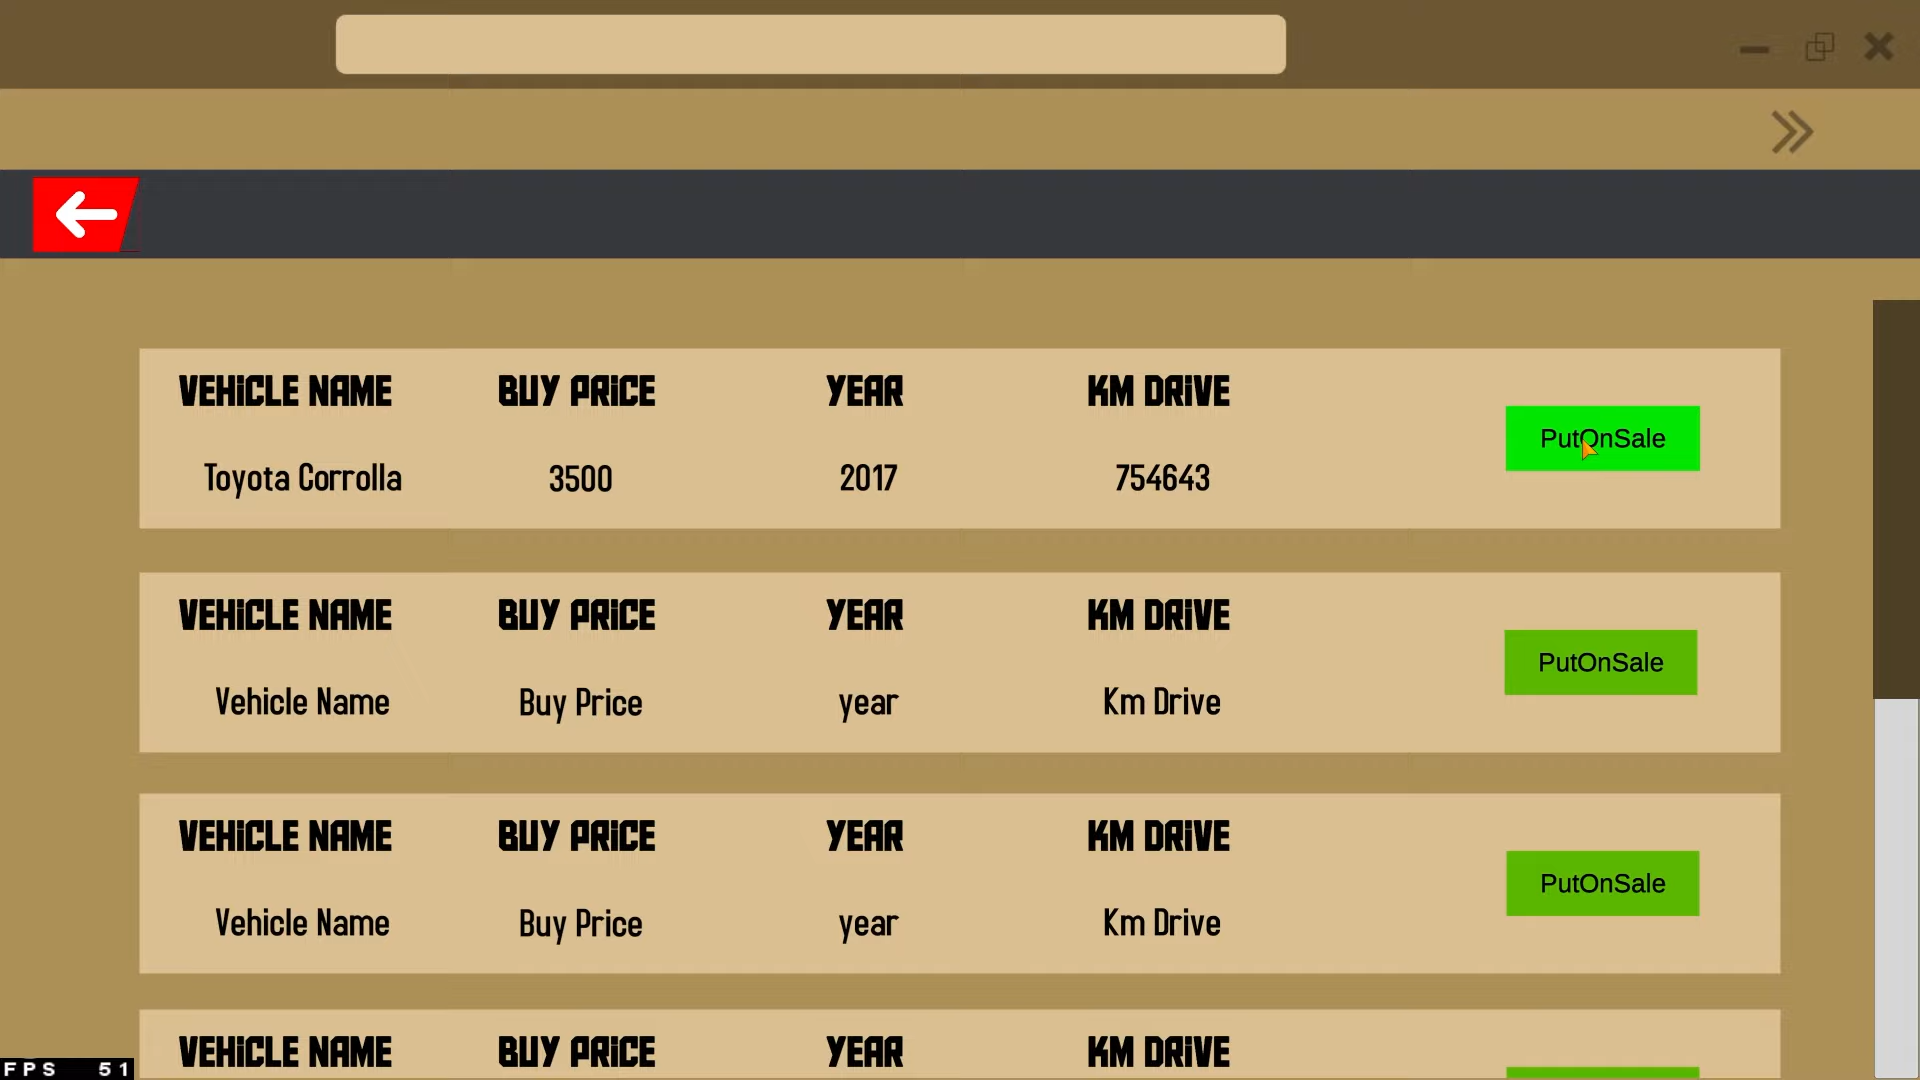 VEHiCLE NAME BUY PRiCE YEAR KM DRiVE
PutOnSale
Toyota Corrolla 3500 2017 754643
VEHiCLE NAME BUY PRiCE YEAR KM DRiVE
PutOnSale
Vehicle Name Buy Price year Km Drive
VEHiCLE NAME BUY PRiCE YEAR KM DRiVE
PutOnSale
Vehicle Name Buy Price year Km Drive
VEHiCLE NAME BUY PRiCE YEAR KM DRiVE
FPS 51